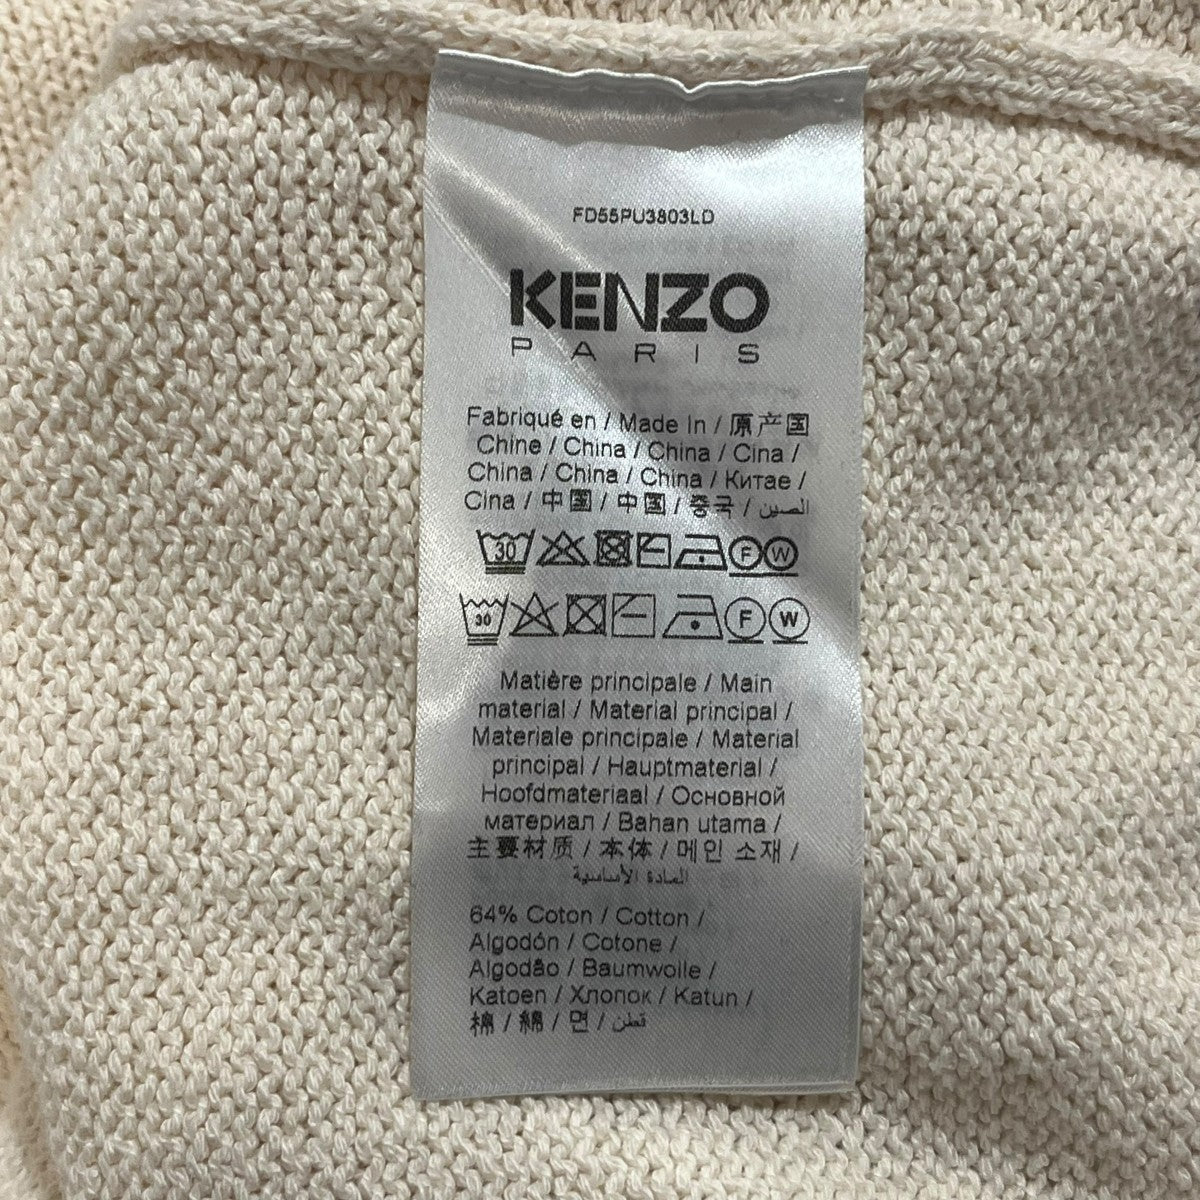 FD55PU3803LD
KENZO
PARIS
Fabriqué en / Made In / 原产国
Chine / China / China / Cina /
China / China / China / Китае /
Cina / 中国 / 中国 / 중국 / الصين
30 F W
30 F W
Matière principale / Main
material / Material principal /
Materiale principale / Material
principal / Hauptmaterial /
Hoofdmateriaal / Основной
материал / Bahan utama /
主要材质 / 本体 / 메인 소재 /
المادة الأساسية
64% Coton / Cotton /
Algodón / Cotone /
Algodão / Baumwolle /
Katoen / Хлопок / Katun /
棉 / 綿 / 면 / قطن